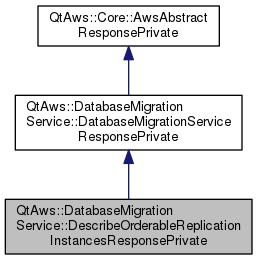 QtAws::Core::AwsAbstract
ResponsePrivate
QtAws::DatabaseMigration
Service::DatabaseMigrationService
ResponsePrivate
QtAws::DatabaseMigration
Service::DescribeOrderableReplication
InstancesResponsePrivate